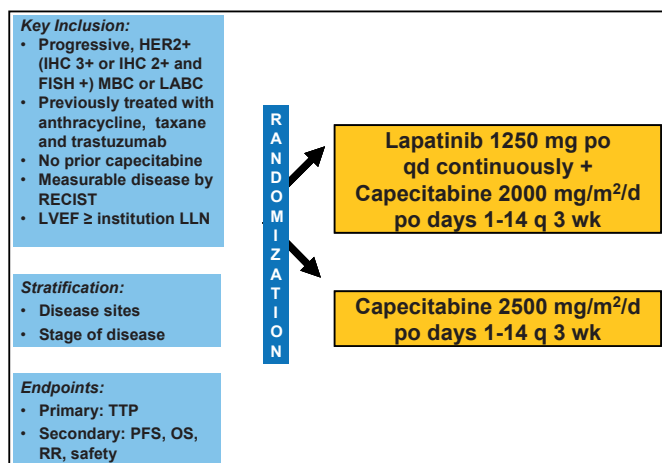 Key Inclusion:
• Progressive, HER2+
(IHC 3+ or IHC 2+ and
FISH +) MBC or LABC
• Previously treated with
anthracycline, taxane
and trastuzumab
• No prior capecitabine
• Measurable disease by
RECIST
• LVEF ≥ institution LLN
Stratification:
• Disease sites
• Stage of disease
Endpoints:
• Primary: TTP
• Secondary: PFS, OS,
RR, safety
RANDOMIZATION
Lapatinib 1250 mg po
qd continuously +
Capecitabine 2000 mg/m²/d
po days 1-14 q 3 wk
Capecitabine 2500 mg/m²/d
po days 1-14 q 3 wk